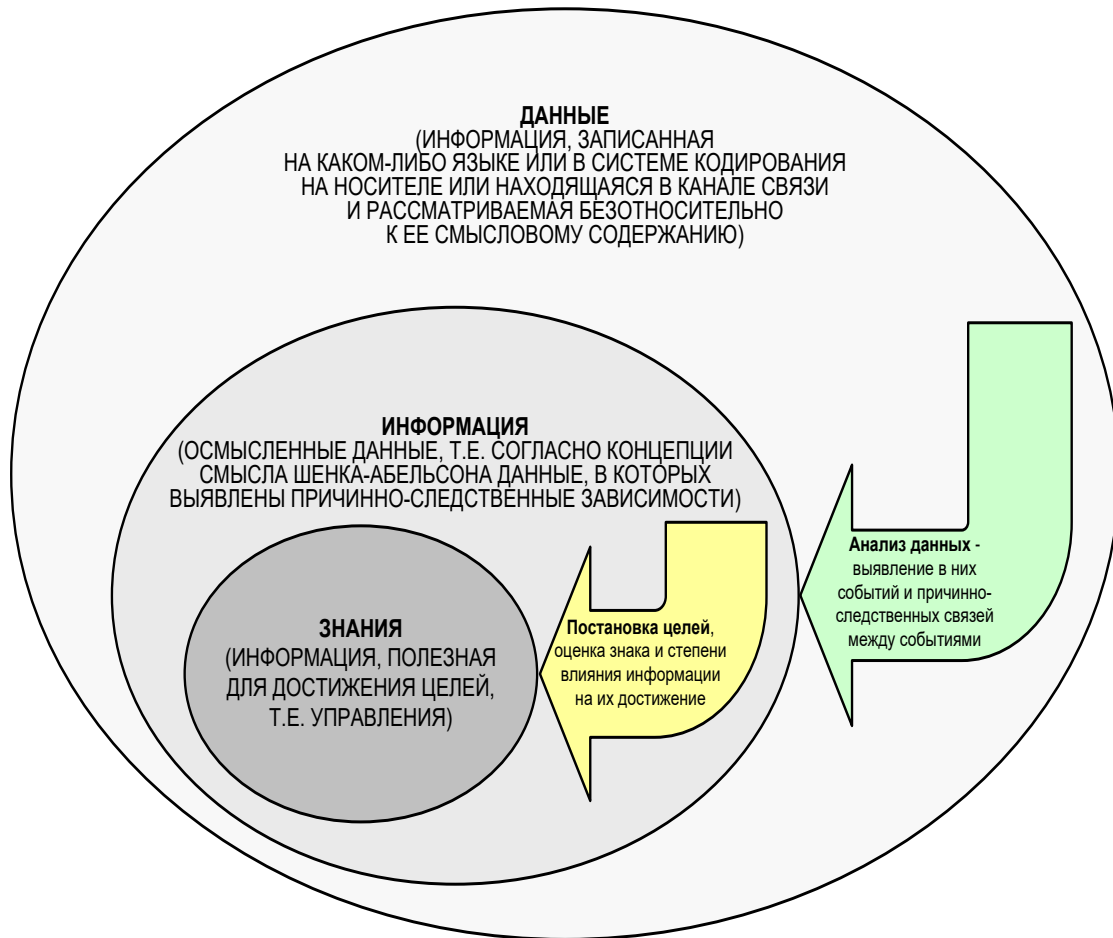 ДАННЫЕ
(ИНФОРМАЦИЯ, ЗАПИСАННАЯ
НА КАКОМ-ЛИБО ЯЗЫКЕ ИЛИ В СИСТЕМЕ КОДИРОВАНИЯ
НА НОСИТЕЛЕ ИЛИ НАХОДЯЩАЯСЯ В КАНАЛЕ СВЯЗИ
И РАССМАТРИВАЕМАЯ БЕЗОТНОСИТЕЛЬНО
К ЕЕ СМЫСЛОВОМУ СОДЕРЖАНИЮ)
ИНФОРМАЦИЯ
(ОСМЫСЛЕННЫЕ ДАННЫЕ, Т.Е. СОГЛАСНО КОНЦЕПЦИИ
СМЫСЛА ШЕНКА-АБЕЛЬСОНА ДАННЫЕ, В КОТОРЫХ
ВЫЯВЛЕНЫ ПРИЧИННО-СЛЕДСТВЕННЫЕ ЗАВИСИМОСТИ)
Анализ данных -
выявление в них
событий и причинно-
следственных связей
между событиями
ЗНАНИЯ
(ИНФОРМАЦИЯ, ПОЛЕЗНАЯ
ДЛЯ ДОСТИЖЕНИЯ ЦЕЛЕЙ,
Т.Е. УПРАВЛЕНИЯ)
Постановка целей,
оценка знака и степени
влияния информации
на их достижение